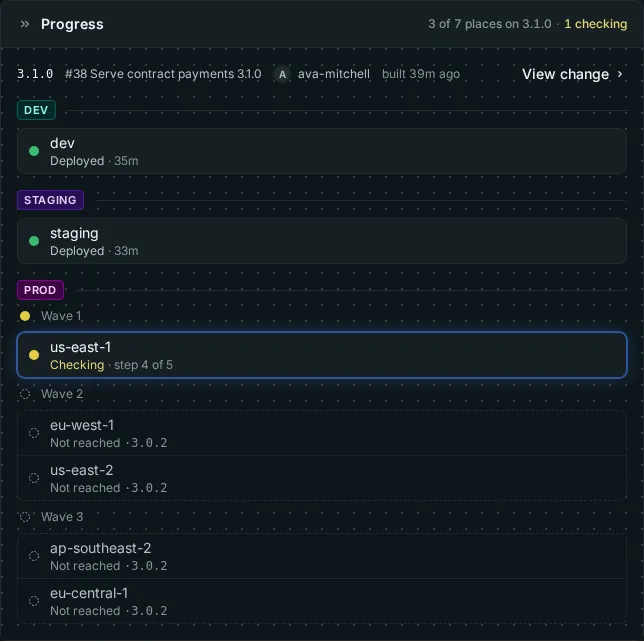 » Progress 3 of 7 places on 3.1.0 · 1 checking
3.1.0 #38 Serve contract payments 3.1.0 A ava-mitchell built 39m ago View change ›
DEV
dev
Deployed · 35m
STAGING
staging
Deployed · 33m
PROD
Wave 1
us-east-1
Checking · step 4 of 5
Wave 2
eu-west-1
Not reached ·3.0.2
us-east-2
Not reached ·3.0.2
Wave 3
ap-southeast-2
Not reached ·3.0.2
eu-central-1
Not reached ·3.0.2